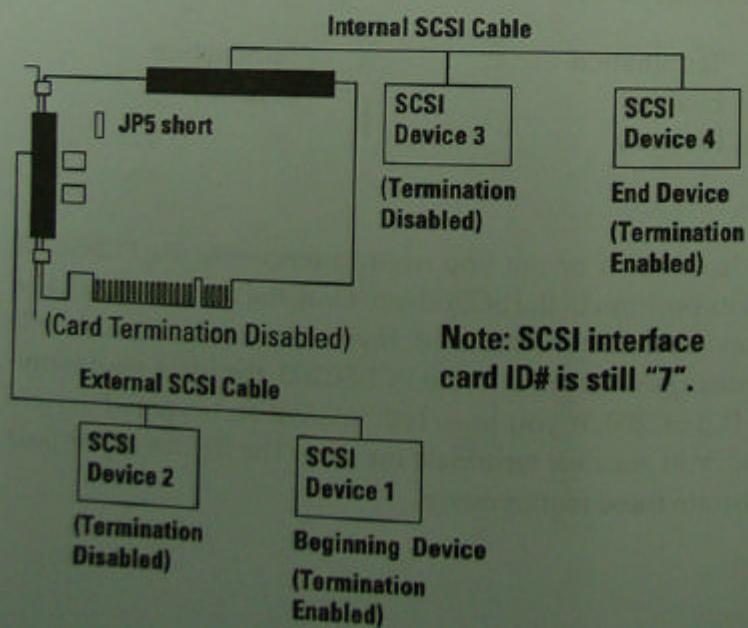 Internal SCSI Cable
JP5 short
SCSI
Device 3
(Termination
Disabled)
SCSI
Device 4
End Device
(Termination
Enabled)
(Card Termination Disabled)
Note: SCSI interface
card ID# is still "7".
External SCSI Cable
SCSI
Device 2
(Termination
Disabled)
SCSI
Device 1
Beginning Device
(Termination
Enabled)